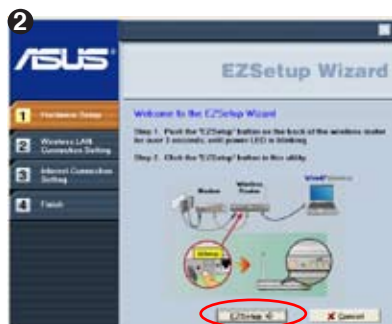 2
ASUS
EZSetup Wizard
1 Hardware Setup
2 Wireless LAN
Connection Setting
3 Internet Connection
Setting
4 Finish
Welcome to the EZSetup Wizard
Step 1. Push the "EZSetup" button on the back of the wireless router
for over 3 seconds, until power LED is blinking.
Step 2. Click the "EZSetup" button in this utility.
Modem
Wireless
Router
EZSetup
EZSetup
Cancel